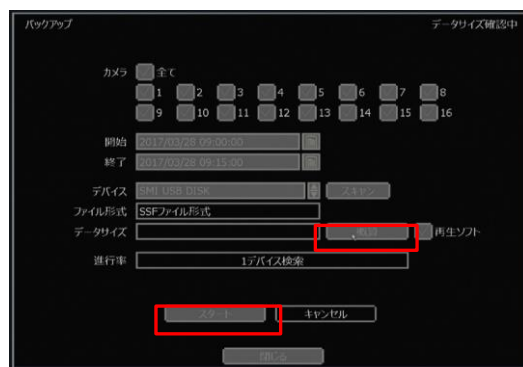 バックアップ データサイズ確認中
カメラ 全て
1 2 3 4 5 6 7 8
9 10 11 12 13 14 15 16
開始 2017/03/28 09:00:00
終了 2017/03/28 09:15:00
デバイス SMI USB DISK スキャン
ファイル形式 SSFファイル形式
データサイズ 再生ソフト
進行率 1デバイス検索
スタート キャンセル
閉じる